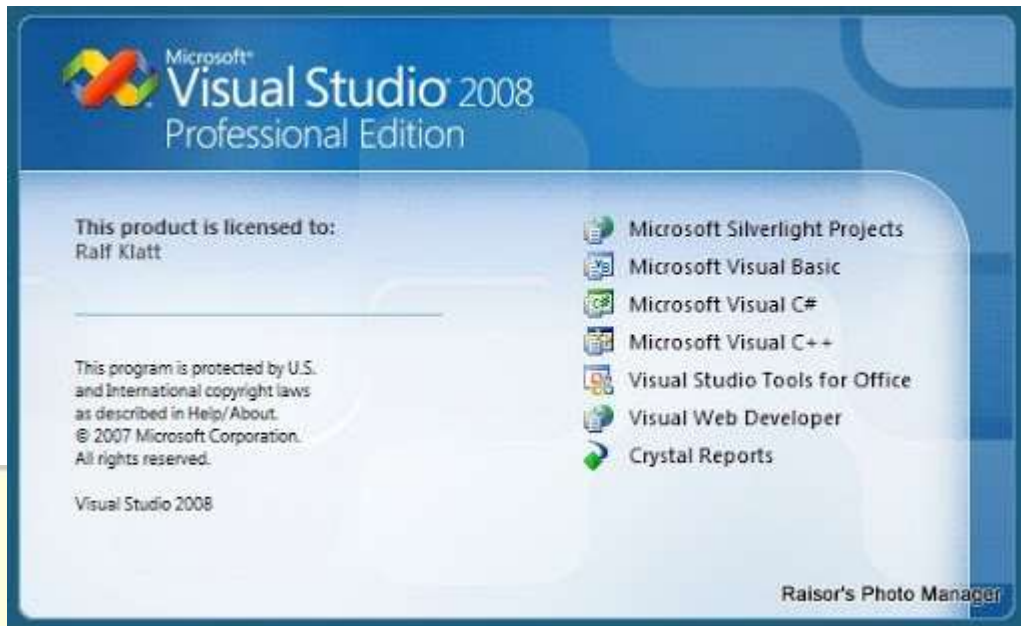 Microsoft®
Visual Studio® 2008
Professional Edition
This product is licensed to:
Ralf Klatt
This program is protected by U.S.
and International copyright laws
as described in Help/About.
© 2007 Microsoft Corporation.
All rights reserved.
Visual Studio 2008
Microsoft Silverlight Projects
Microsoft Visual Basic
Microsoft Visual C#
Microsoft Visual C++
Visual Studio Tools for Office
Visual Web Developer
Crystal Reports
Raisor's Photo Manager